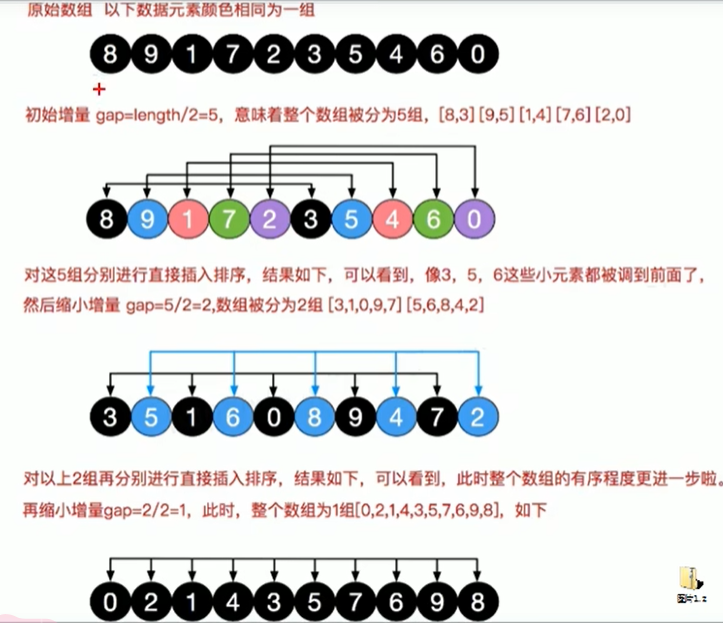 原始数组 以下数据元素颜色相同为一组
8 9 1 7 2 3 5 4 6 0
初始增量 gap=length/2=5，意味着整个数组被分为5组，[8,3][9,5][1,4][7,6][2,0]
8 9 1 7 2 3 5 4 6 0
对这5组分别进行直接插入排序，结果如下，可以看到，像3，5，6这些小元素都被调到前面了，
然后缩小增量 gap=5/2=2,数组被分为2组 [3,1,0,9,7][5,6,8,4,2]
3 5 1 6 0 8 9 4 7 2
对以上2组再分别进行直接插入排序，结果如下，可以看到，此时整个数组的有序程度更进一步啦。
再缩小增量gap=2/2=1，此时，整个数组为1组[0,2,1,4,3,5,7,6,9,8]，如下
图片1.z
0 2 1 4 3 5 7 6 9 8